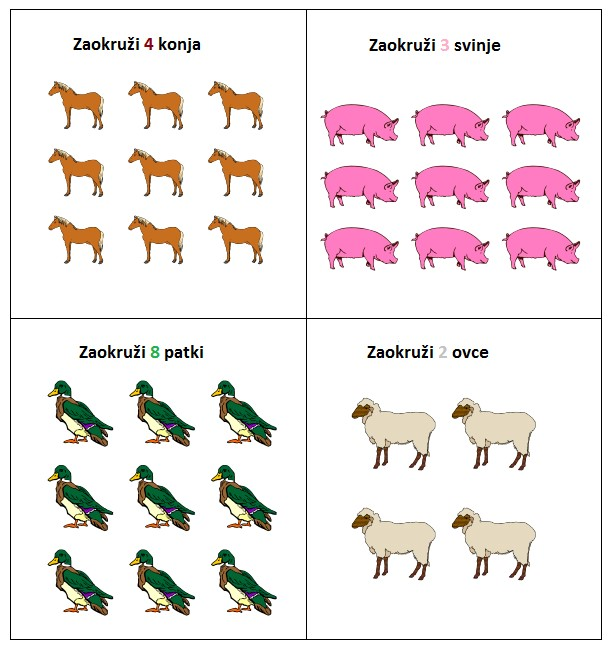 Zaokruži 4 konja
Zaokruži 3 svinje
Zaokruži 8 patki
Zaokruži 2 ovce